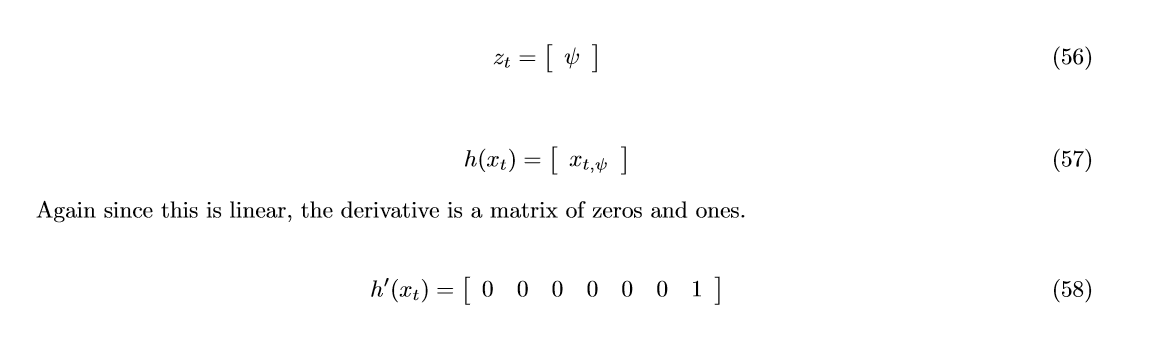 z_t = [ ψ ] (56)
h(x_t) = [ x_{t,ψ} ] (57)
Again since this is linear, the derivative is a matrix of zeros and ones.
h′(x_t) = [ 0 0 0 0 0 0 1 ] (58)